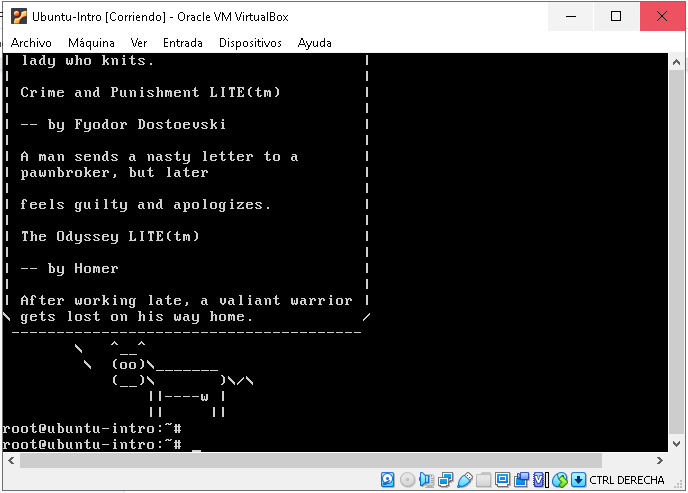 Ubuntu-Intro [Corriendo] - Oracle VM VirtualBox
Archivo Máquina Ver Entrada Dispositivos Ayuda
| lady who knits. |
| |
| Crime and Punishment LITE(tm) |
| |
| -- by Fyodor Dostoevski |
| |
| A man sends a nasty letter to a |
| pawnbroker, but later |
| |
| feels guilty and apologizes. |
| |
| The Odyssey LITE(tm) |
| |
| -- by Homer |
| |
| After working late, a valiant warrior |
\ gets lost on his way home. /
 ---------------------------------------
        \   ^__^
         \  (oo)\_______
            (__)\       )\/\
                ||----w |
                ||     ||
root@ubuntu-intro:~#
root@ubuntu-intro:~# _
CTRL DERECHA